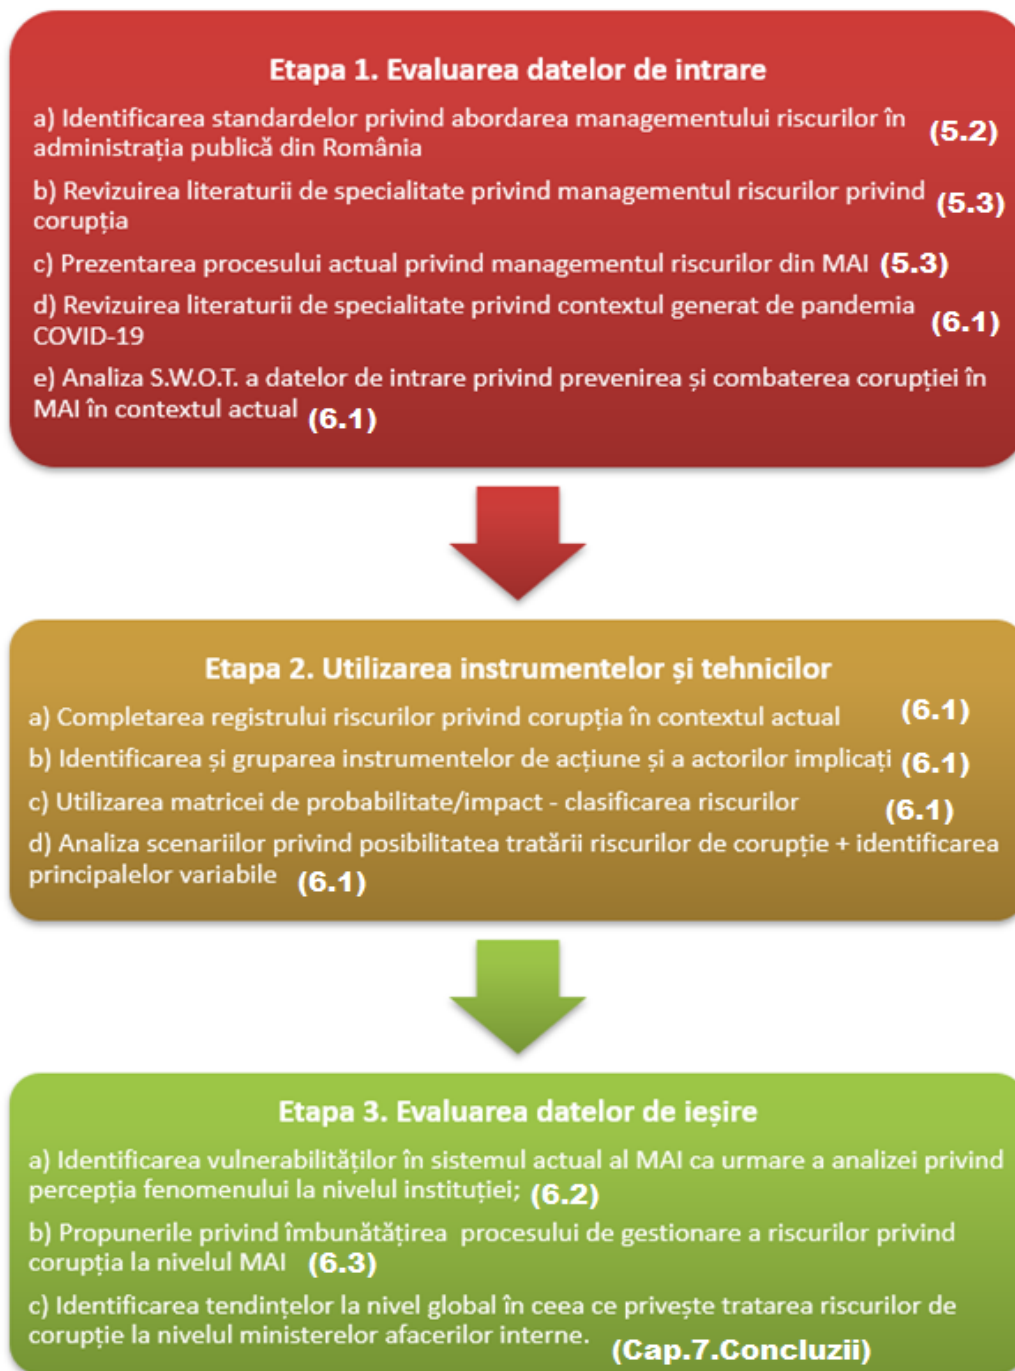 Etapa 1. Evaluarea datelor de intrare
a) Identificarea standardelor privind abordarea managementului riscurilor în (5.2)
administrația publică din România
b) Revizuirea literaturii de specialitate privind managementul riscurilor privind (5.3)
corupția
c) Prezentarea procesului actual privind managementul riscurilor din MAI (5.3)
d) Revizuirea literaturii de specialitate privind contextul generat de pandemia (6.1)
COVID-19
e) Analiza S.W.O.T. a datelor de intrare privind prevenirea și combaterea corupției în
MAI în contextul actual (6.1)
Etapa 2. Utilizarea instrumentelor și tehnicilor
a) Completarea registrului riscurilor privind corupția în contextul actual (6.1)
b) Identificarea și gruparea instrumentelor de acțiune și a actorilor implicați (6.1)
c) Utilizarea matricei de probabilitate/impact - clasificarea riscurilor (6.1)
d) Analiza scenariilor privind posibilitatea tratării riscurilor de corupție + identificarea
principalelor variabile (6.1)
Etapa 3. Evaluarea datelor de ieșire
a) Identificarea vulnerabilităților în sistemul actual al MAI ca urmare a analizei privind
percepția fenomenului la nivelul instituției; (6.2)
b) Propunerile privind îmbunătățirea procesului de gestionare a riscurilor privind
corupția la nivelul MAI (6.3)
c) Identificarea tendințelor la nivel global în ceea ce privește tratarea riscurilor de
corupție la nivelul ministerelor afacerilor interne. (Cap.7.Concluzii)